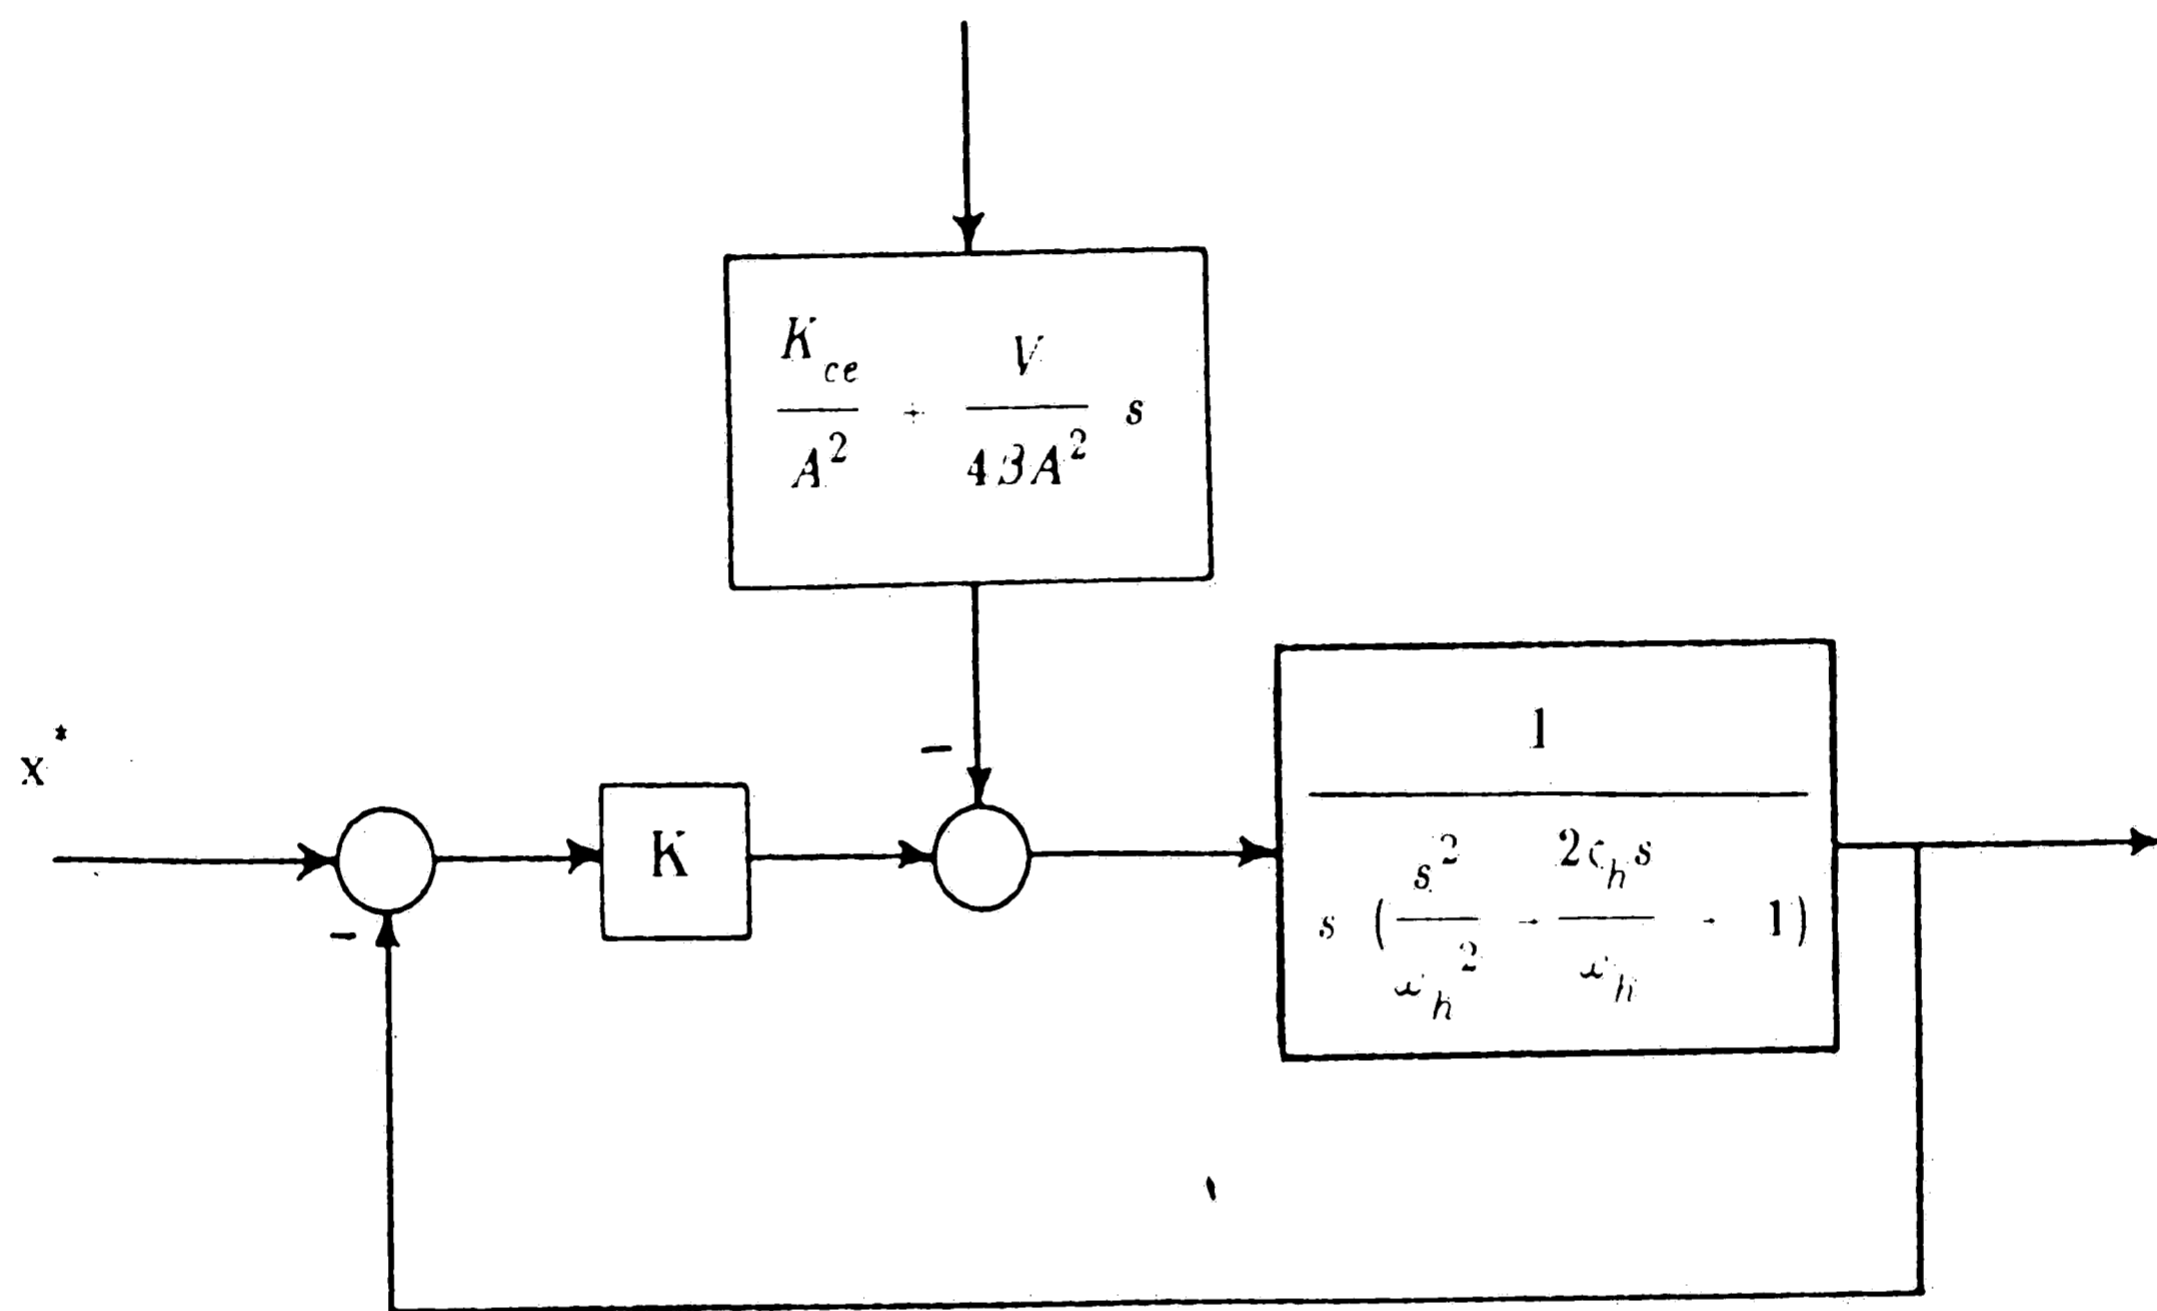 K_ce / A^2 + V / 4βA^2 s
x*
-
K
-
1 / s (s^2 / ω_h^2 + 2ζ_h s / ω_h + 1)